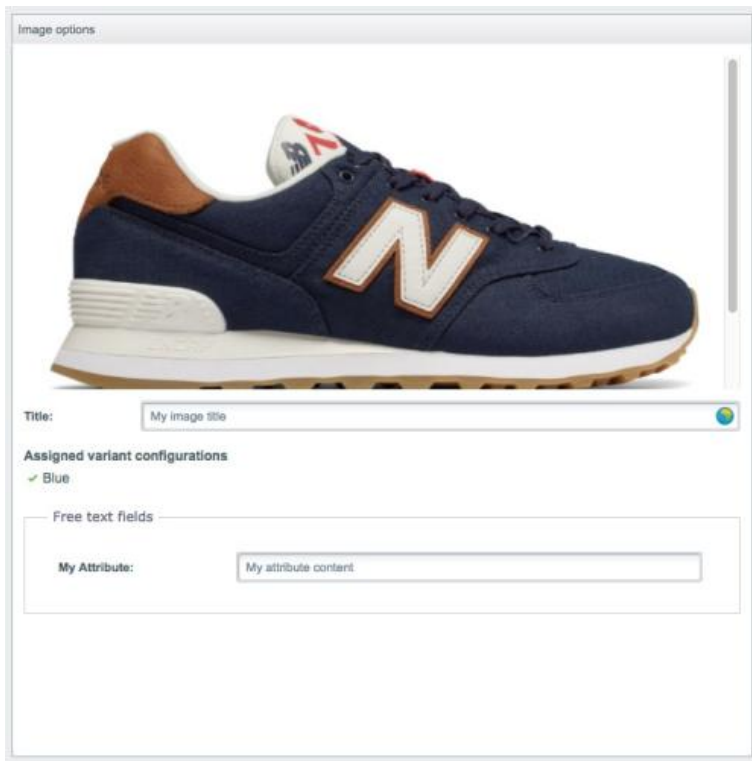 Image options
N
Title: My image title
Assigned variant configurations
Blue
Free text fields
My Attribute: My attribute content